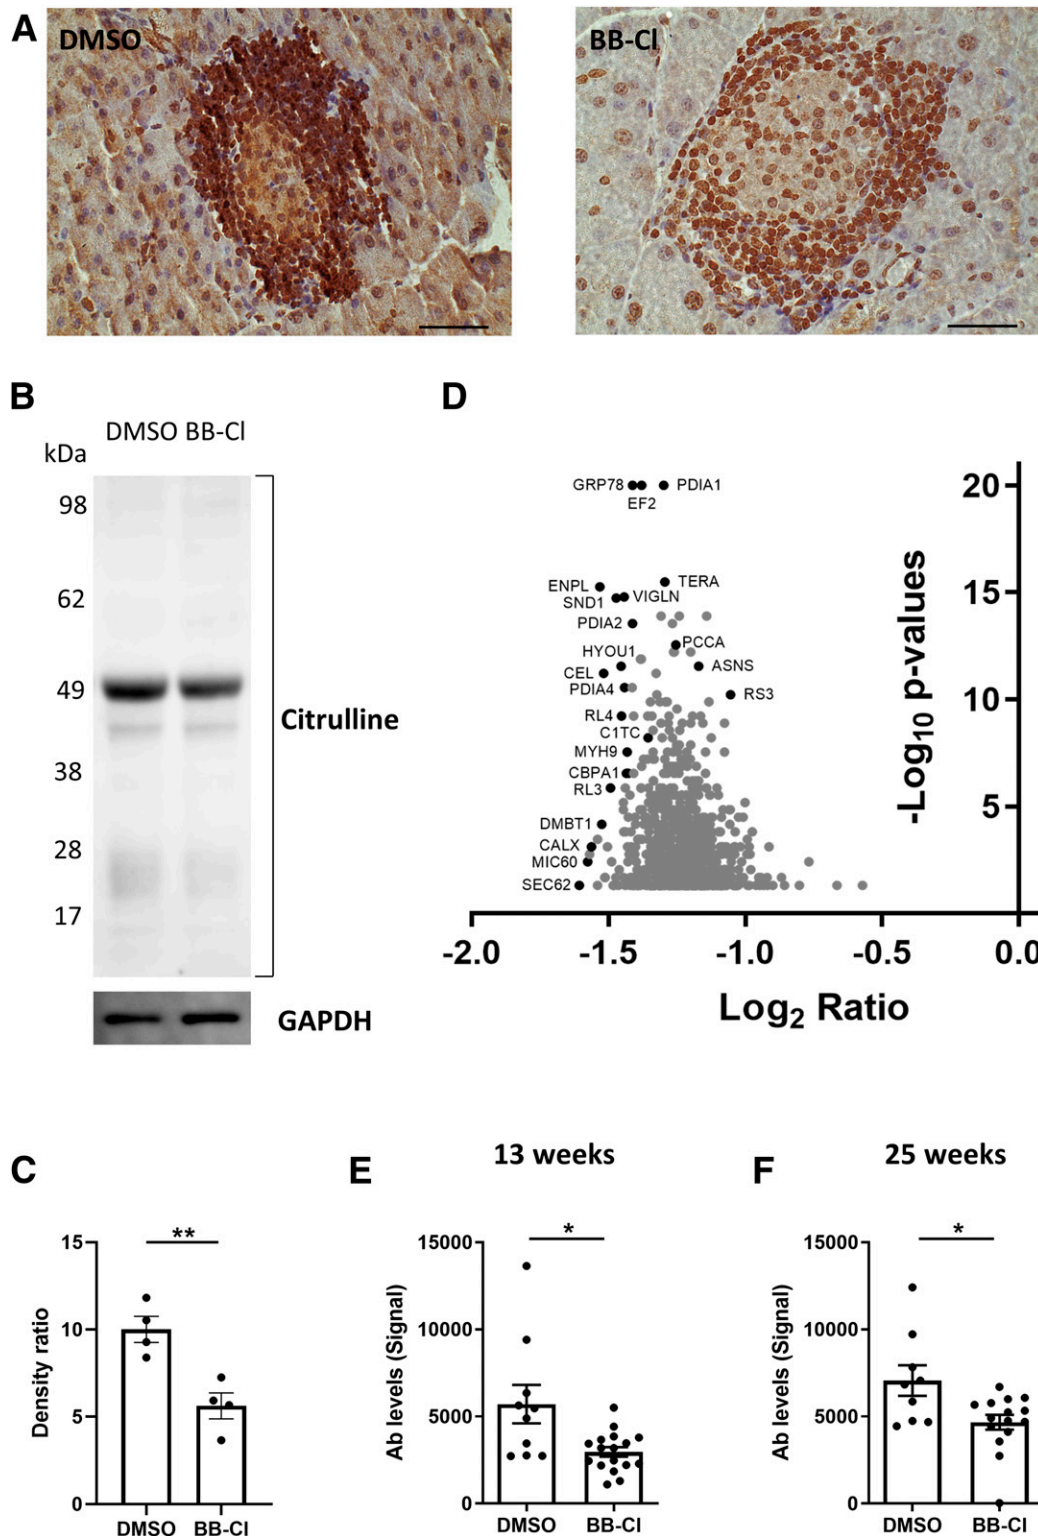 A
DMSO
BB-Cl
B
DMSO BB-Cl
kDa
98
62
49
38
28
17
Citrulline
GAPDH
D
GRP78
PDIA1
EF2
ENPL
TERA
SND1
VIGLN
PDIA2
PCCA
HYOU1
ASNS
CEL
PDIA4
RS3
RL4
C1TC
MYH9
CBPA1
RL3
DMBT1
CALX
MIC60
SEC62
20
15
10
5
-Log10 p-values
-2.0 -1.5 -1.0 -0.5 0.0
Log2 Ratio
C
**
15
10
5
0
Density ratio
DMSO BB-Cl
E
13 weeks
*
15000
10000
5000
0
Ab levels (Signal)
DMSO BB-Cl
F
25 weeks
*
15000
10000
5000
0
Ab levels (Signal)
DMSO BB-Cl